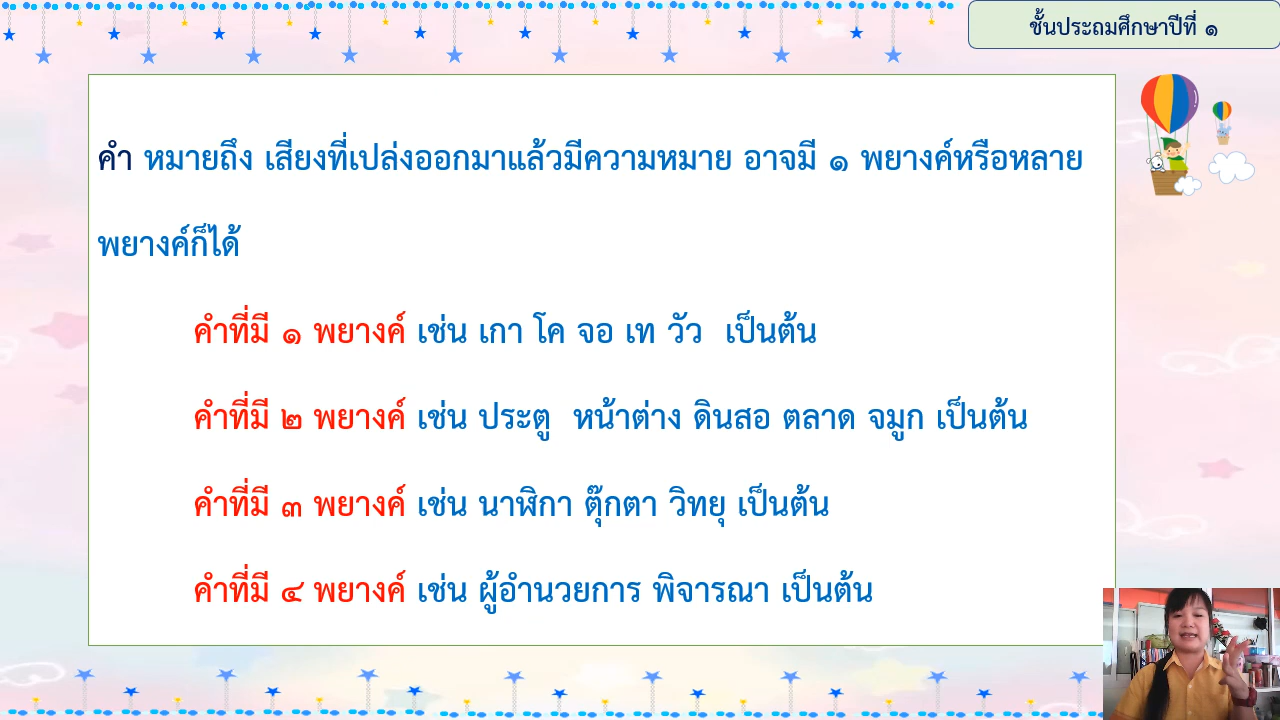 ชั้นประถมศึกษาปีที่ ๑
คำ หมายถึง เสียงที่เปล่งออกมาแล้วมีความหมาย อาจมี ๑ พยางค์หรือหลาย
พยางค์ก็ได้
คำที่มี ๑ พยางค์ เช่น เกา โค จอ เท วัว เป็นต้น
คำที่มี ๒ พยางค์ เช่น ประตู หน้าต่าง ดินสอ ตลาด จมูก เป็นต้น
คำที่มี ๓ พยางค์ เช่น นาฬิกา ตุ๊กตา วิทยุ เป็นต้น
คำที่มี ๔ พยางค์ เช่น ผู้อำนวยการ พิจารณา เป็นต้น